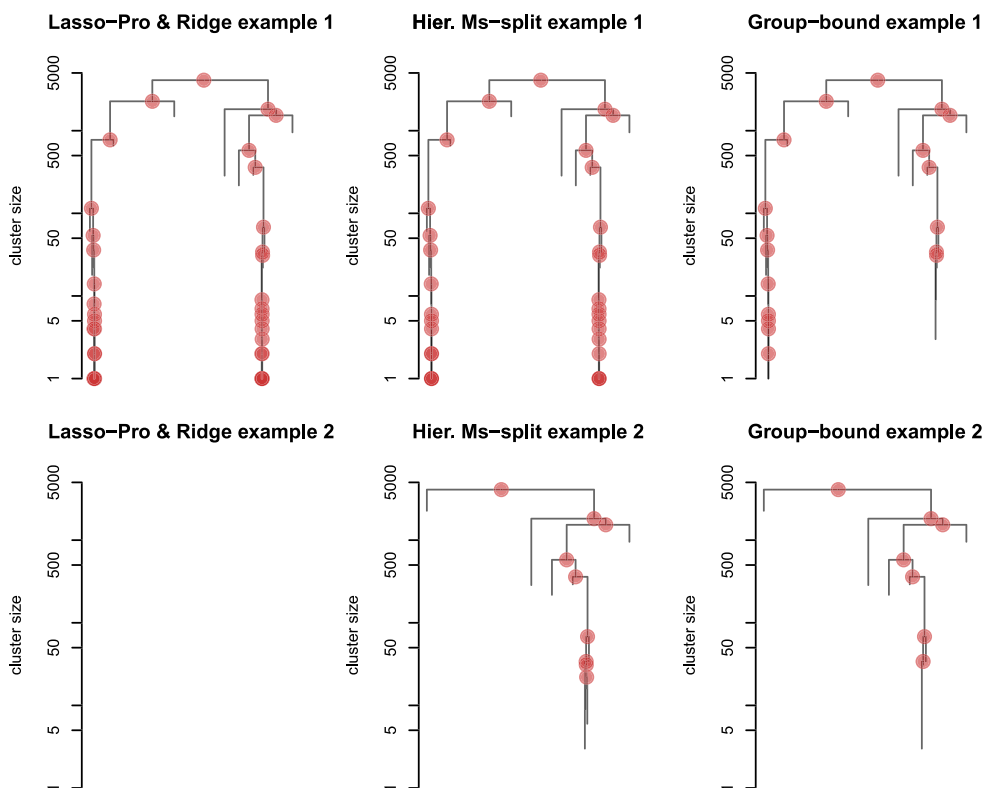 Lasso−Pro & Ridge example 1
Hier. Ms−split example 1
Group−bound example 1
cluster size
5000
500
50
5
1
cluster size
5000
500
50
5
1
cluster size
5000
500
50
5
1
Lasso−Pro & Ridge example 2
Hier. Ms−split example 2
Group−bound example 2
cluster size
5000
500
50
5
1
cluster size
5000
500
50
5
1
cluster size
5000
500
50
5
1